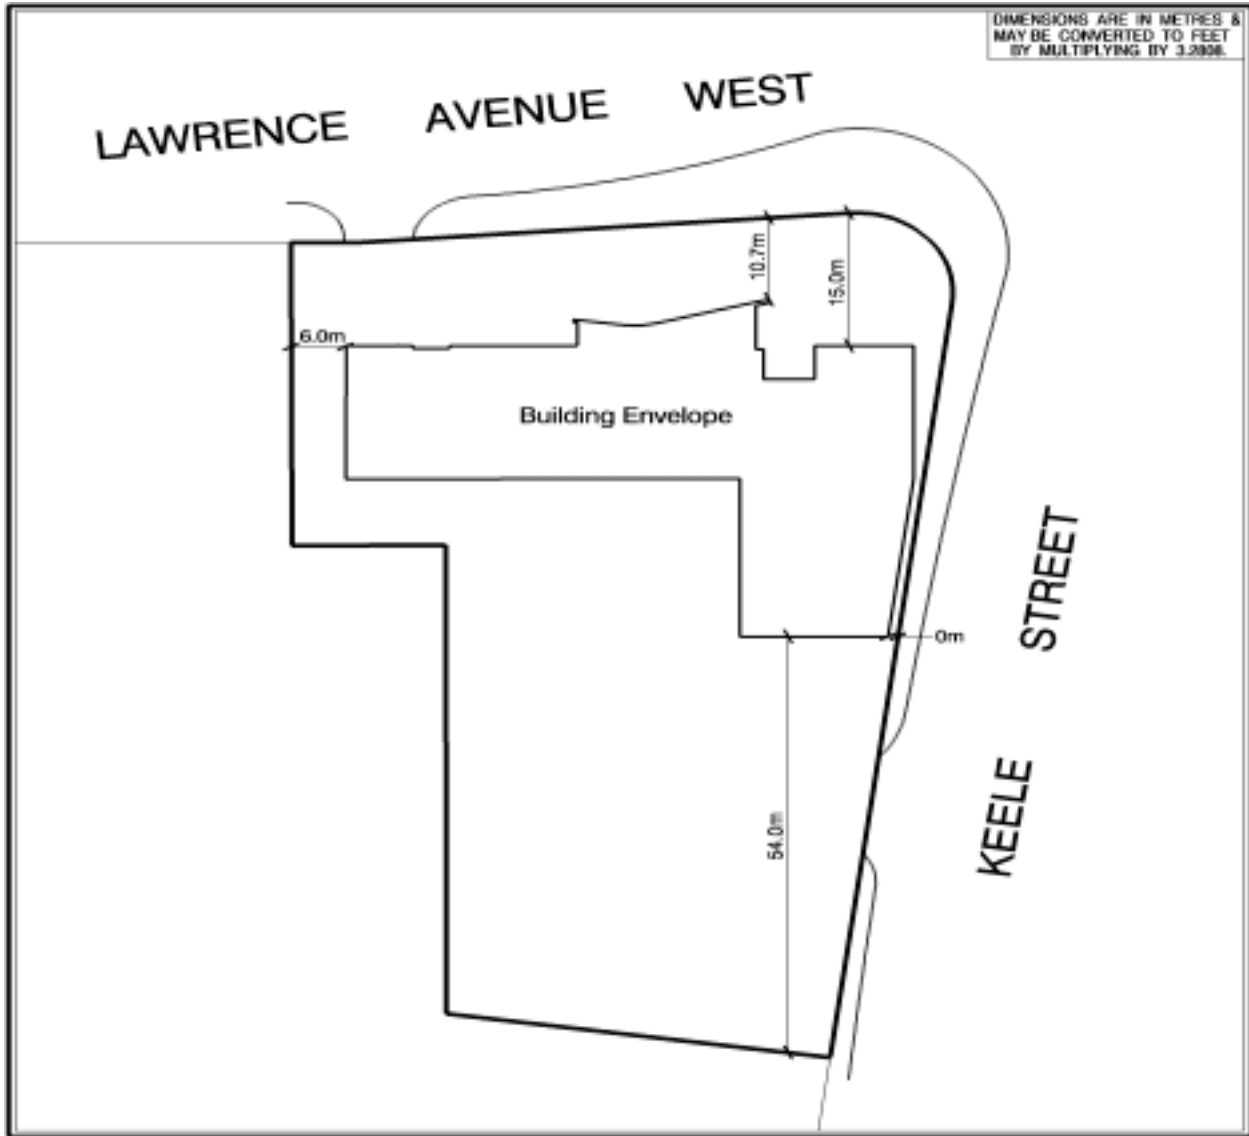 DIMENSIONS ARE IN METRES &
MAY BE CONVERTED TO FEET
BY MULTIPLYING BY 3.2808.
LAWRENCE AVENUE WEST
10.7m
15.0m
6.0m
Building Envelope
0m
54.0m
KEELE STREET